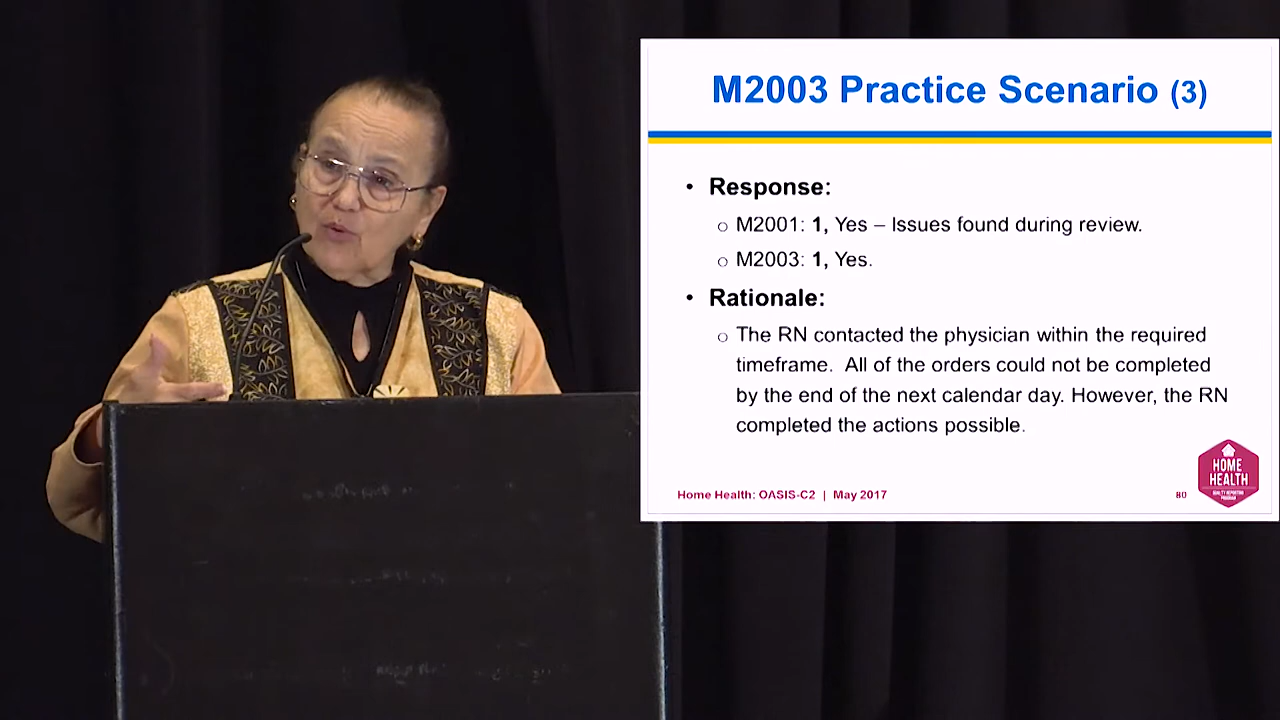 M2003 Practice Scenario (3)
• Response:
o M2001: 1, Yes – Issues found during review.
o M2003: 1, Yes.
• Rationale:
o The RN contacted the physician within the required
timeframe. All of the orders could not be completed
by the end of the next calendar day. However, the RN
completed the actions possible.
HOME
HEALTH
QUALITY REPORTING
PROGRAM
Home Health: OASIS-C2 | May 2017
80